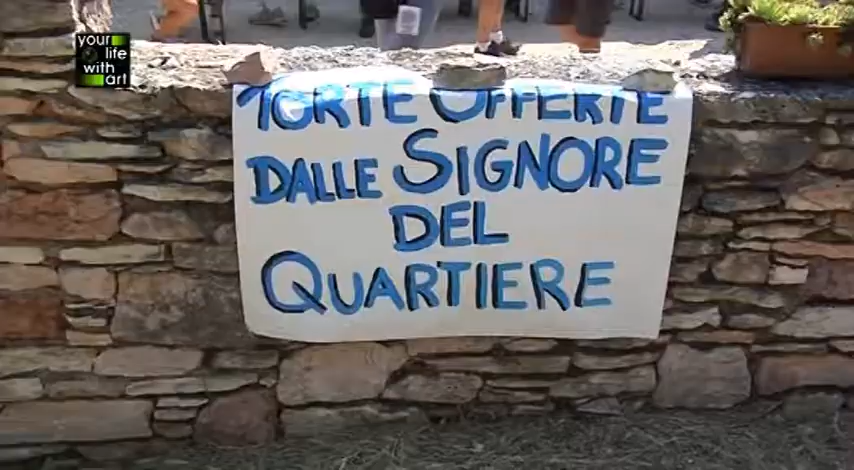 your
life
with
art
TORTE OFFERTE
DALLE SIGNORE
DEL
QUARTIERE